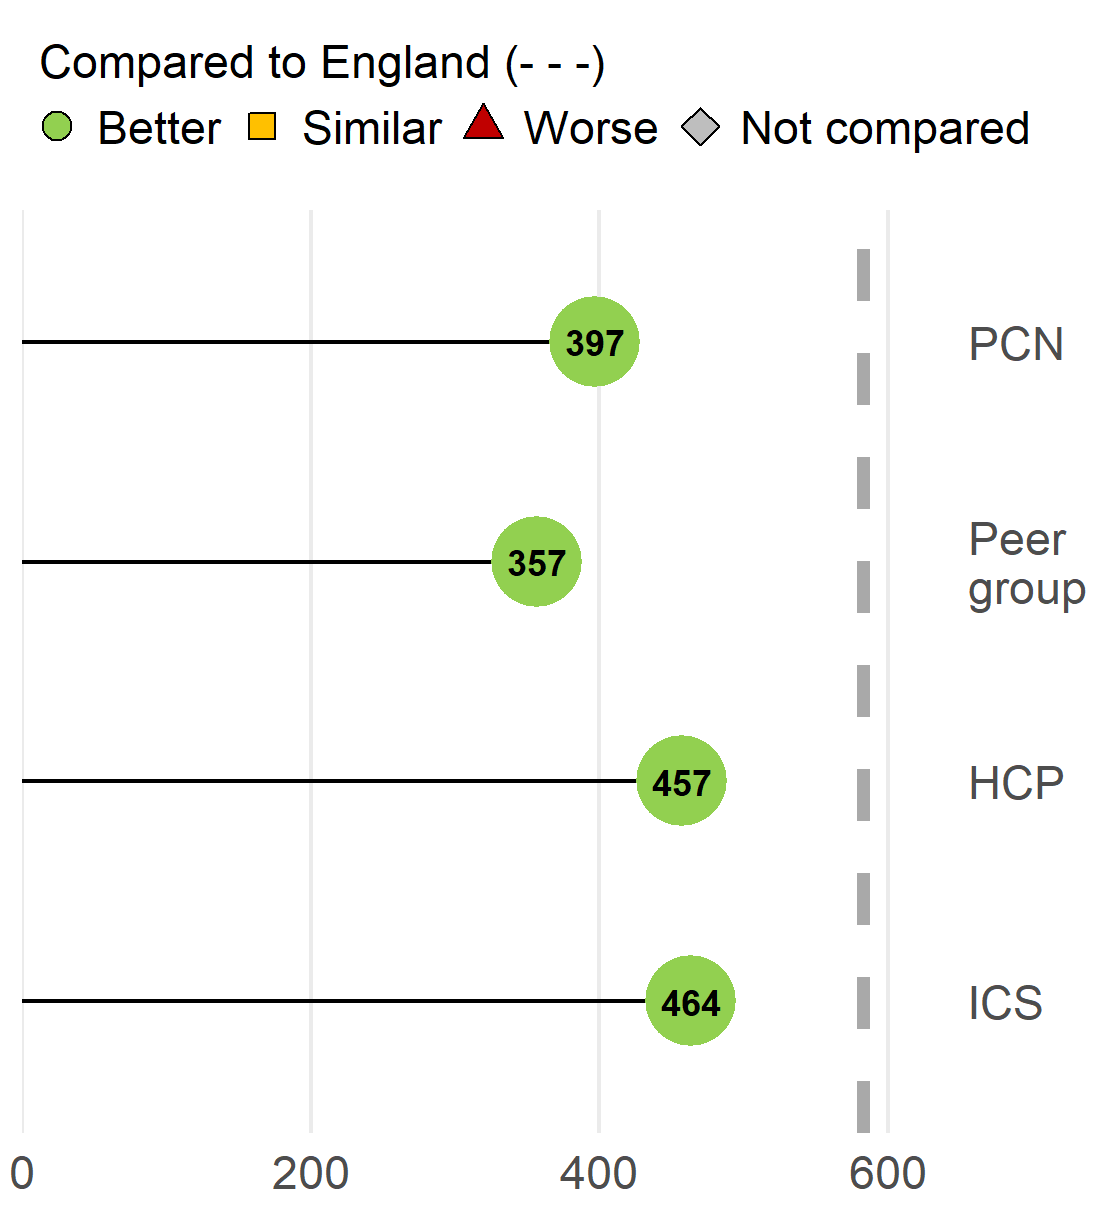 Compared to England (- - -)
Better Similar Worse Not compared
397 PCN
357 Peer
group
457 HCP
464 ICS
0 200 400 600